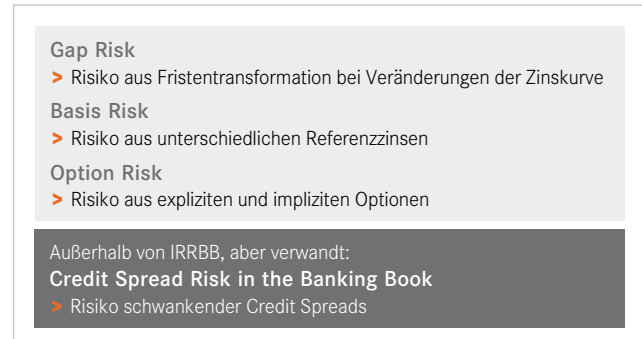 Gap Risk
> Risiko aus Fristentransformation bei Veränderungen der Zinskurve
Basis Risk
> Risiko aus unterschiedlichen Referenzzinsen
Option Risk
> Risiko aus expliziten und impliziten Optionen
Außerhalb von IRRBB, aber verwandt:
Credit Spread Risk in the Banking Book
> Risiko schwankender Credit Spreads